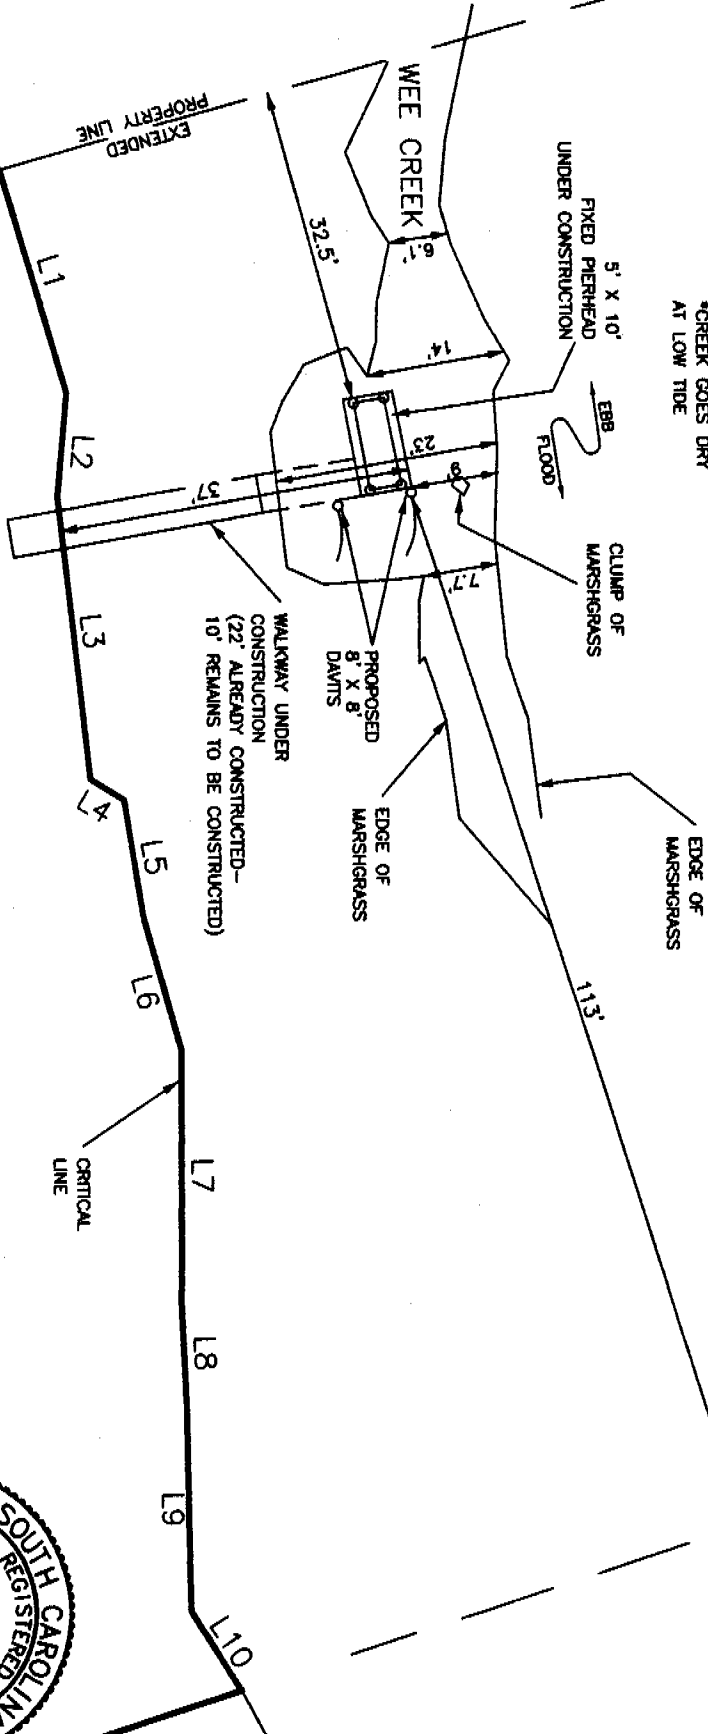 *CREEK GOES DRY
AT LOW TIDE
EXTENDED
PROPERTY LINE
WEE CREEK
5' X 10'
FIXED PIERHEAD
UNDER CONSTRUCTION
32.5'
6.1'
14'
EBB
FLOOD
23'
9'
37'
7.7'
CLUMP OF
MARSHGRASS
PROPOSED
8' X 8'
DAVITS
WALKWAY UNDER
CONSTRUCTION
(22' ALREADY CONSTRUCTED-
10' REMAINS TO BE CONSTRUCTED)
EDGE OF
MARSHGRASS
EDGE OF
MARSHGRASS
113'
L1
L2
L3
L4
L5
L6
L7
L8
L9
L10
CRITICAL
LINE
SOUTH CAROLINA
REGISTERED